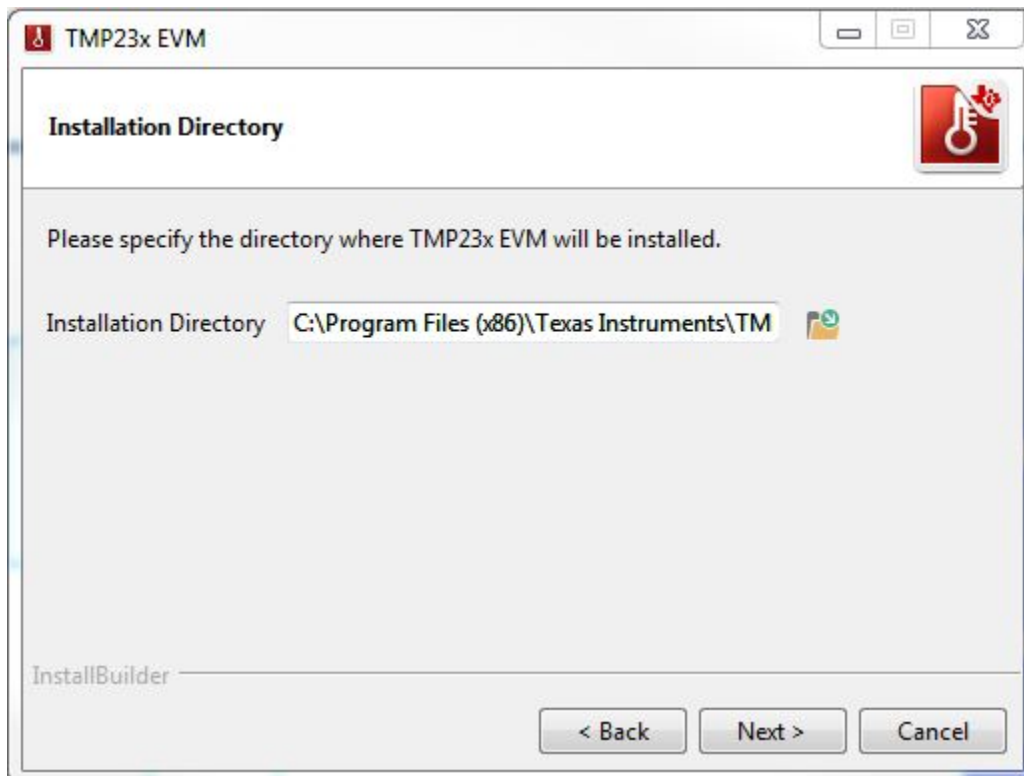 TMP23x EVM
Installation Directory
Please specify the directory where TMP23x EVM will be installed.
Installation Directory C:\Program Files (x86)\Texas Instruments\TM
InstallBuilder
< Back Next > Cancel